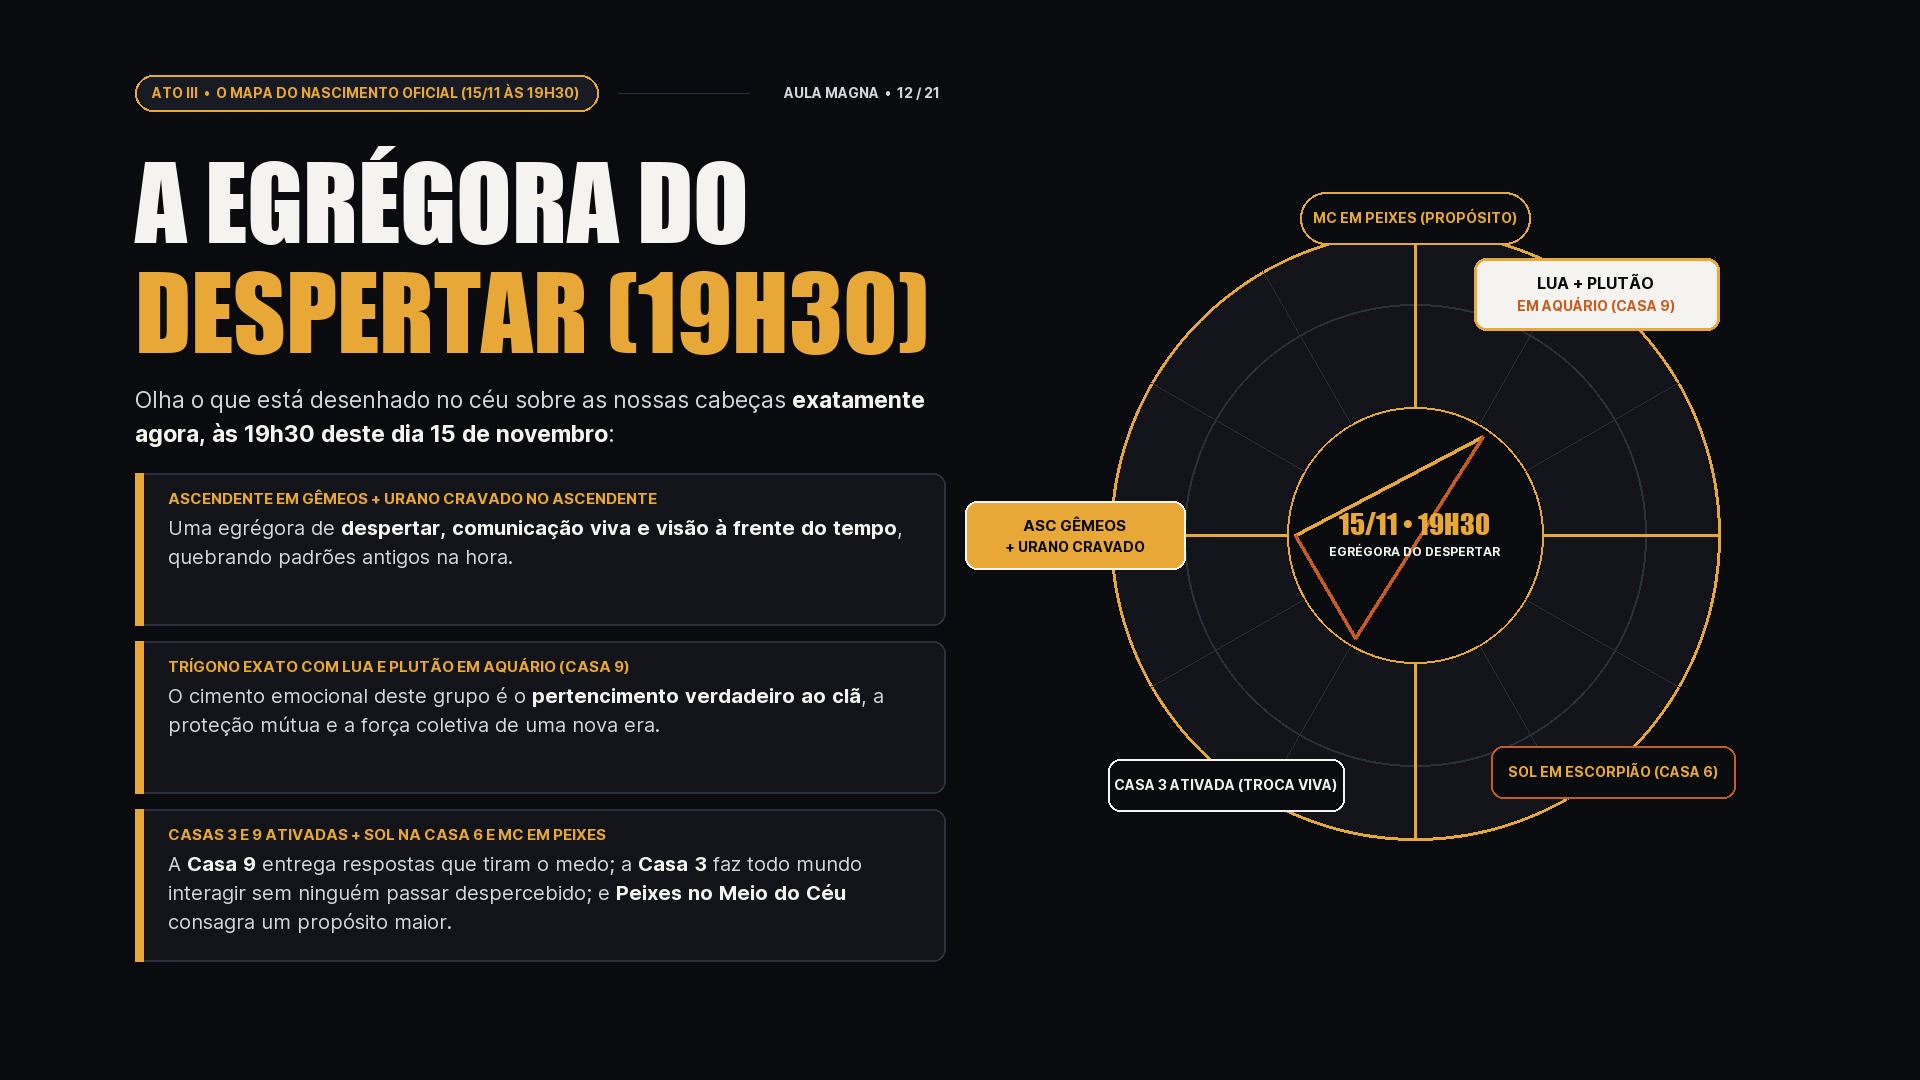 ATO III • O MAPA DO NASCIMENTO OFICIAL (15/11 ÀS 19H30)
AULA MAGNA • 12 / 21
A EGRÉGORA DO
DESPERTAR (19H30)
Olha o que está desenhado no céu sobre as nossas cabeças exatamente
agora, às 19h30 deste dia 15 de novembro:
ASCENDENTE EM GÊMEOS + URANO CRAVADO NO ASCENDENTE
Uma egrégora de despertar, comunicação viva e visão à frente do tempo,
quebrando padrões antigos na hora.
TRÍGONO EXATO COM LUA E PLUTÃO EM AQUÁRIO (CASA 9)
O cimento emocional deste grupo é o pertencimento verdadeiro ao clã, a
proteção mútua e a força coletiva de uma nova era.
CASAS 3 E 9 ATIVADAS + SOL NA CASA 6 E MC EM PEIXES
A Casa 9 entrega respostas que tiram o medo; a Casa 3 faz todo mundo
interagir sem ninguém passar despercebido; e Peixes no Meio do Céu
consagra um propósito maior.
MC EM PEIXES (PROPÓSITO)
LUA + PLUTÃO
EM AQUÁRIO (CASA 9)
ASC GÊMEOS
+ URANO CRAVADO
15/11 • 19H30
EGRÉGORA DO DESPERTAR
CASA 3 ATIVADA (TROCA VIVA)
SOL EM ESCORPIÃO (CASA 6)